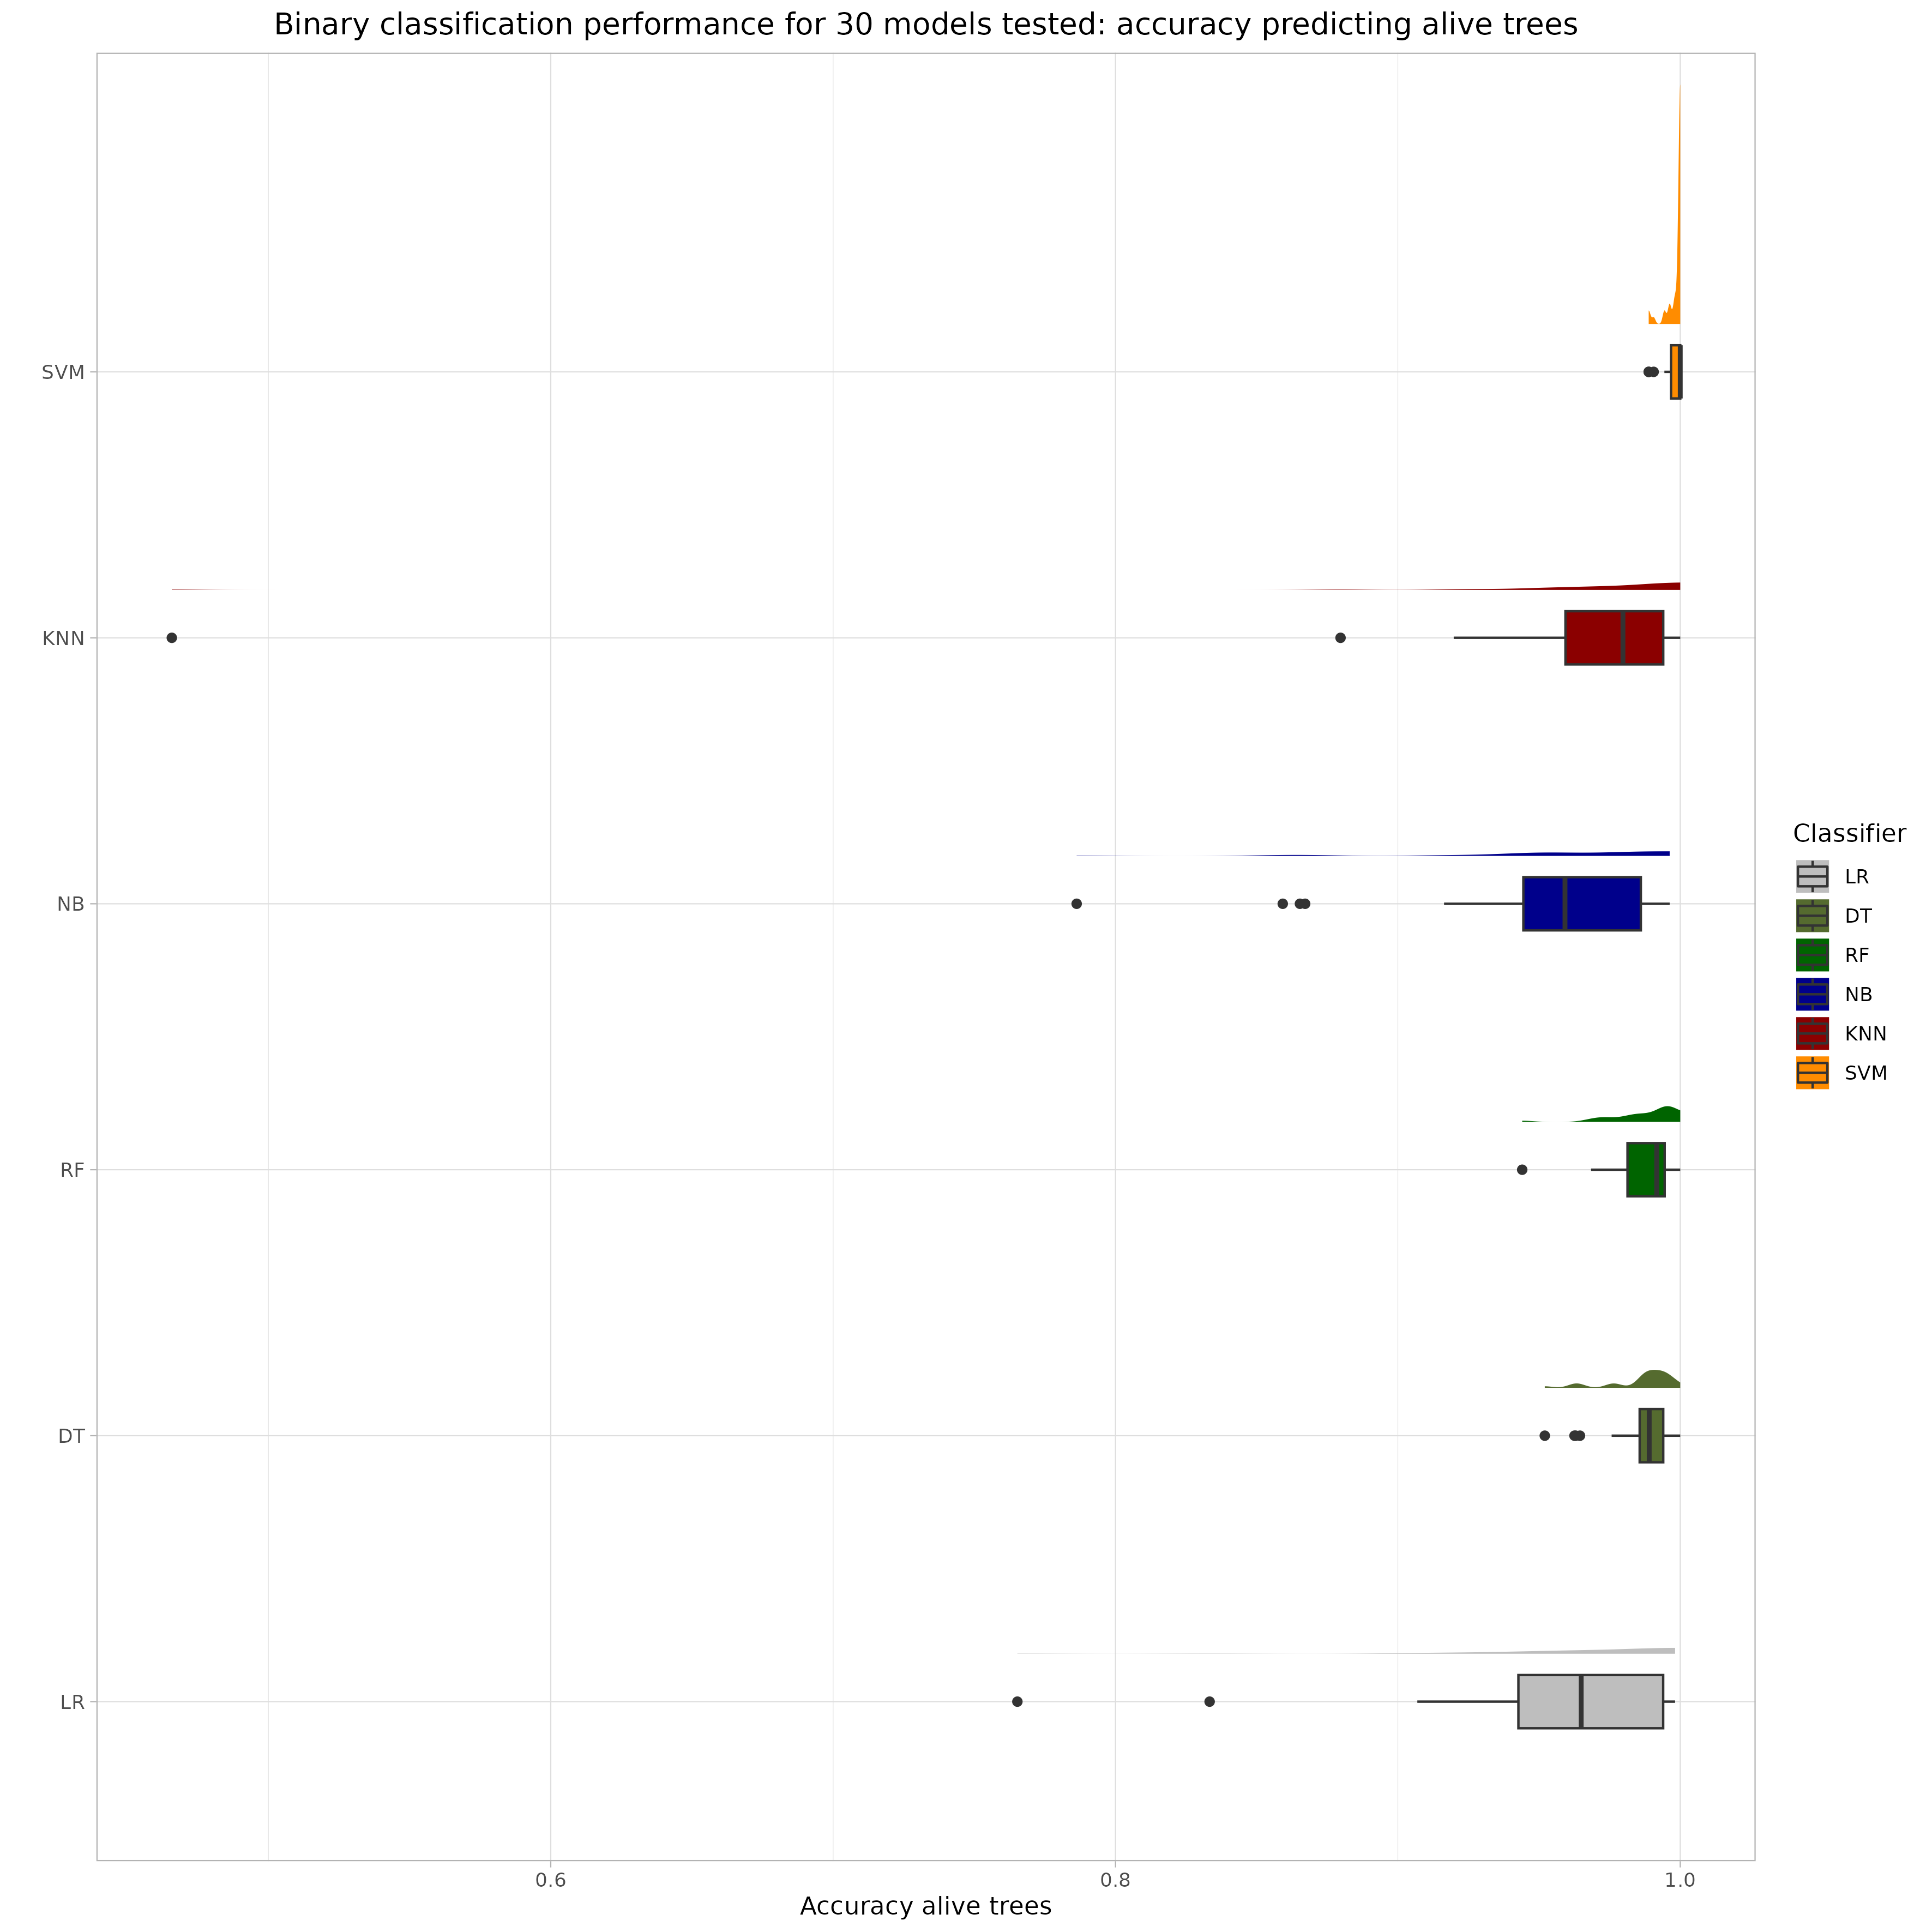 Binary classification performance for 30 models tested: accuracy predicting alive trees
SVM
KNN
NB
RF
DT
LR
0.6
0.8
1.0
Accuracy alive trees
Classifier
LR
DT
RF
NB
KNN
SVM